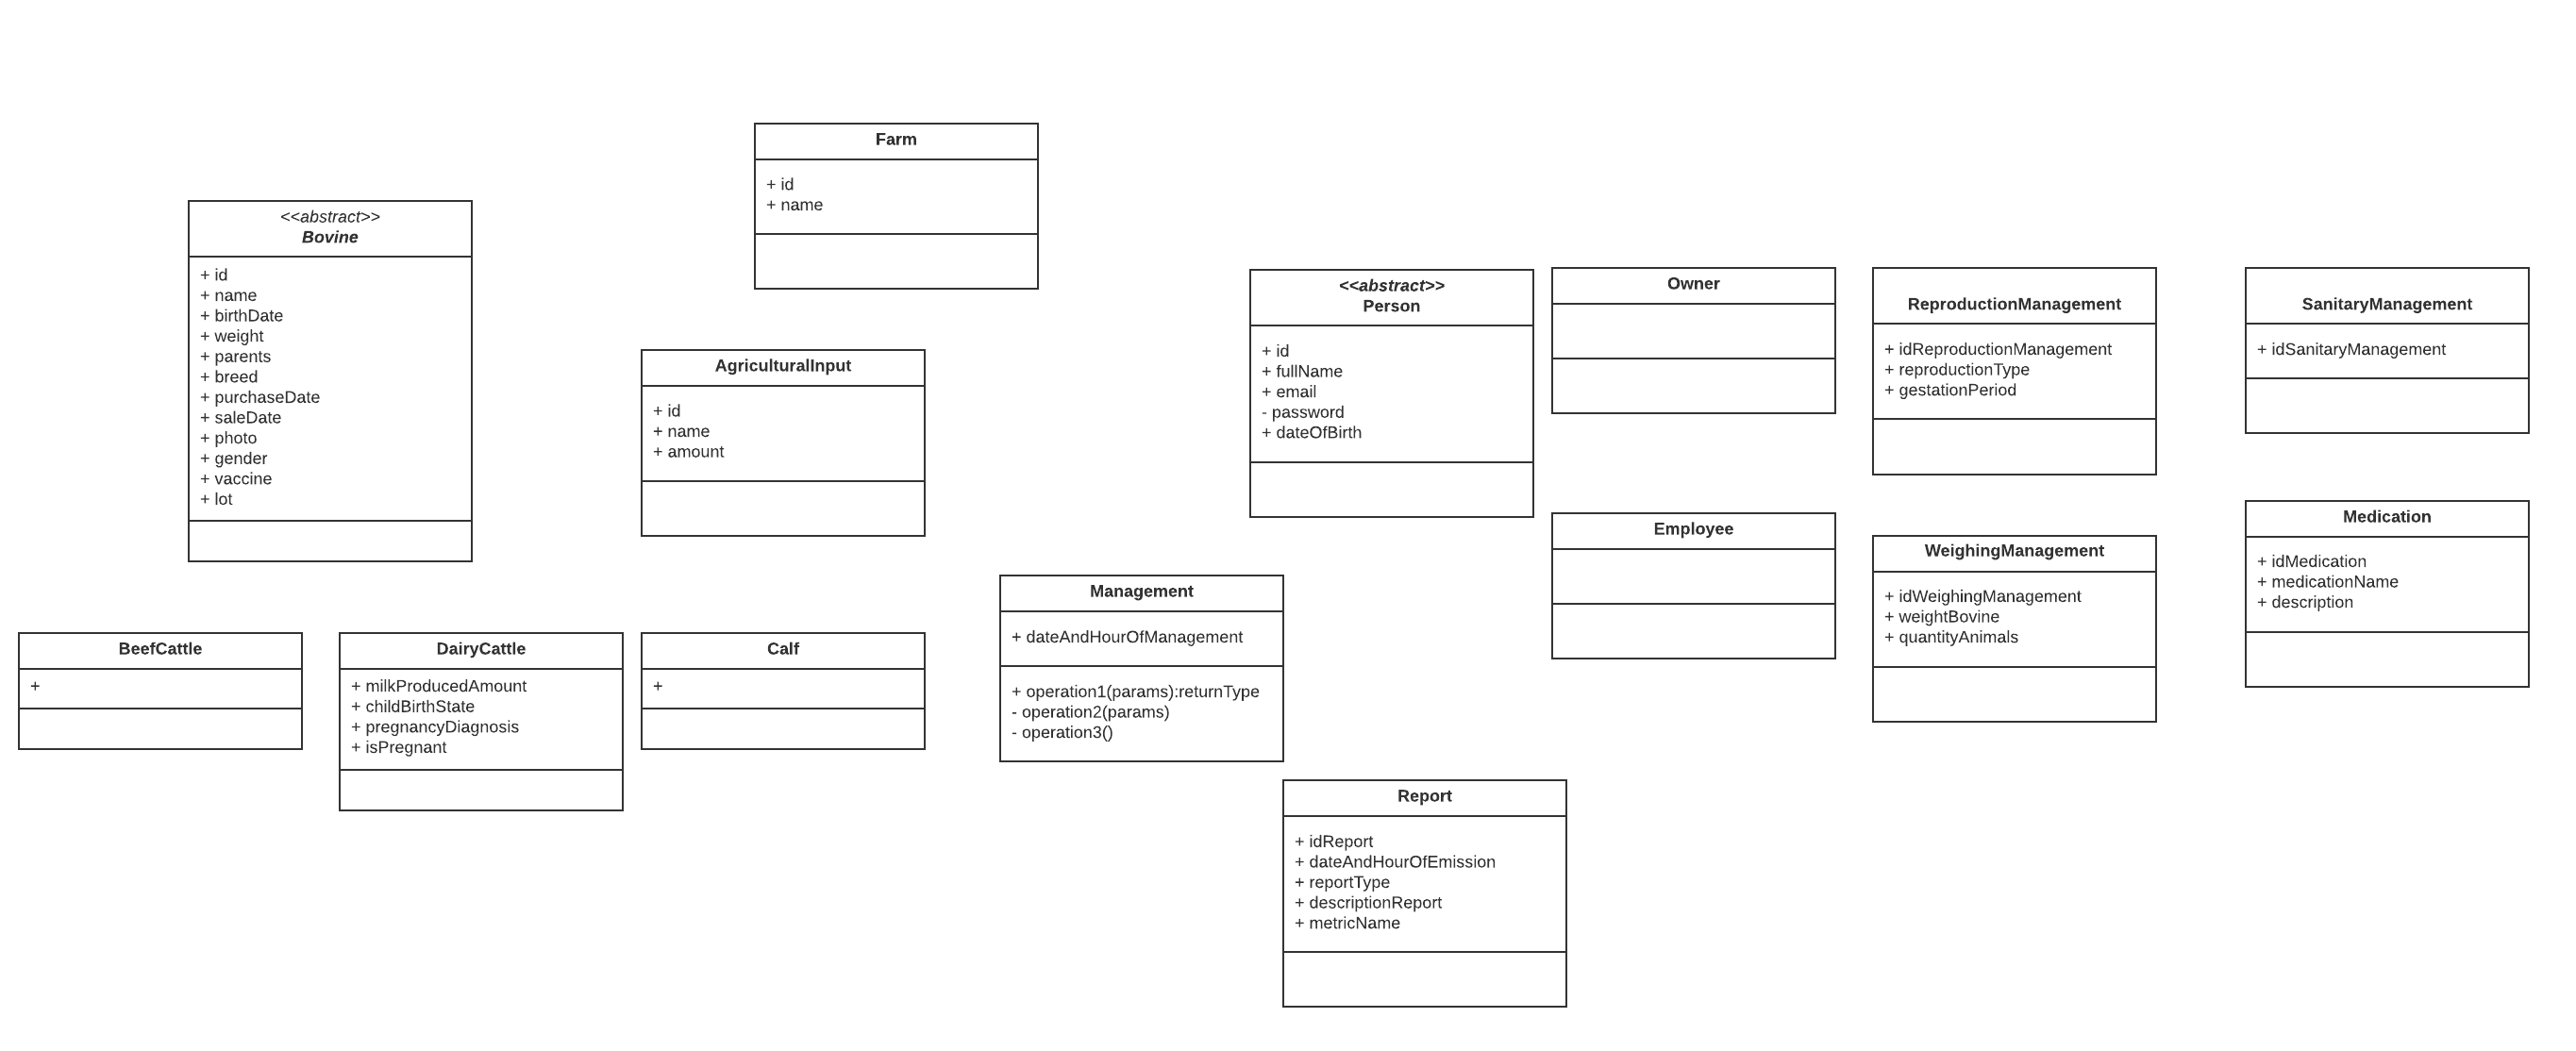 Farm
+ id
+ name
<<abstract>>
Bovine
+ id
+ name
+ birthDate
+ weight
+ parents
+ breed
+ purchaseDate
+ saleDate
+ photo
+ gender
+ vaccine
+ lot
AgriculturalInput
+ id
+ name
+ amount
<<abstract>>
Person
+ id
+ fullName
+ email
- password
+ dateOfBirth
Owner
ReproductionManagement
+ idReproductionManagement
+ reproductionType
+ gestationPeriod
SanitaryManagement
+ idSanitaryManagement
Employee
WeighingManagement
+ idWeighingManagement
+ weightBovine
+ quantityAnimals
Medication
+ idMedication
+ medicationName
+ description
BeefCattle
+
DairyCattle
+ milkProducedAmount
+ childBirthState
+ pregnancyDiagnosis
+ isPregnant
Calf
+
Management
+ dateAndHourOfManagement
+ operation1(params):returnType
- operation2(params)
- operation3()
Report
+ idReport
+ dateAndHourOfEmission
+ reportType
+ descriptionReport
+ metricName